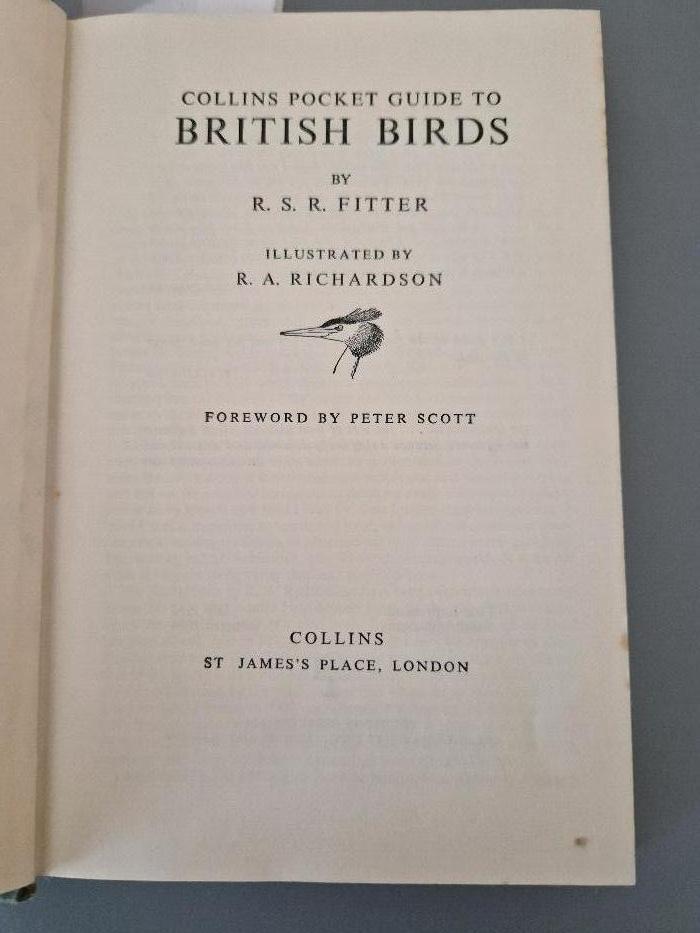 COLLINS POCKET GUIDE TO
BRITISH BIRDS
BY
R. S. R. FITTER
ILLUSTRATED BY
R. A. RICHARDSON
FOREWORD BY PETER SCOTT
COLLINS
ST JAMES'S PLACE, LONDON